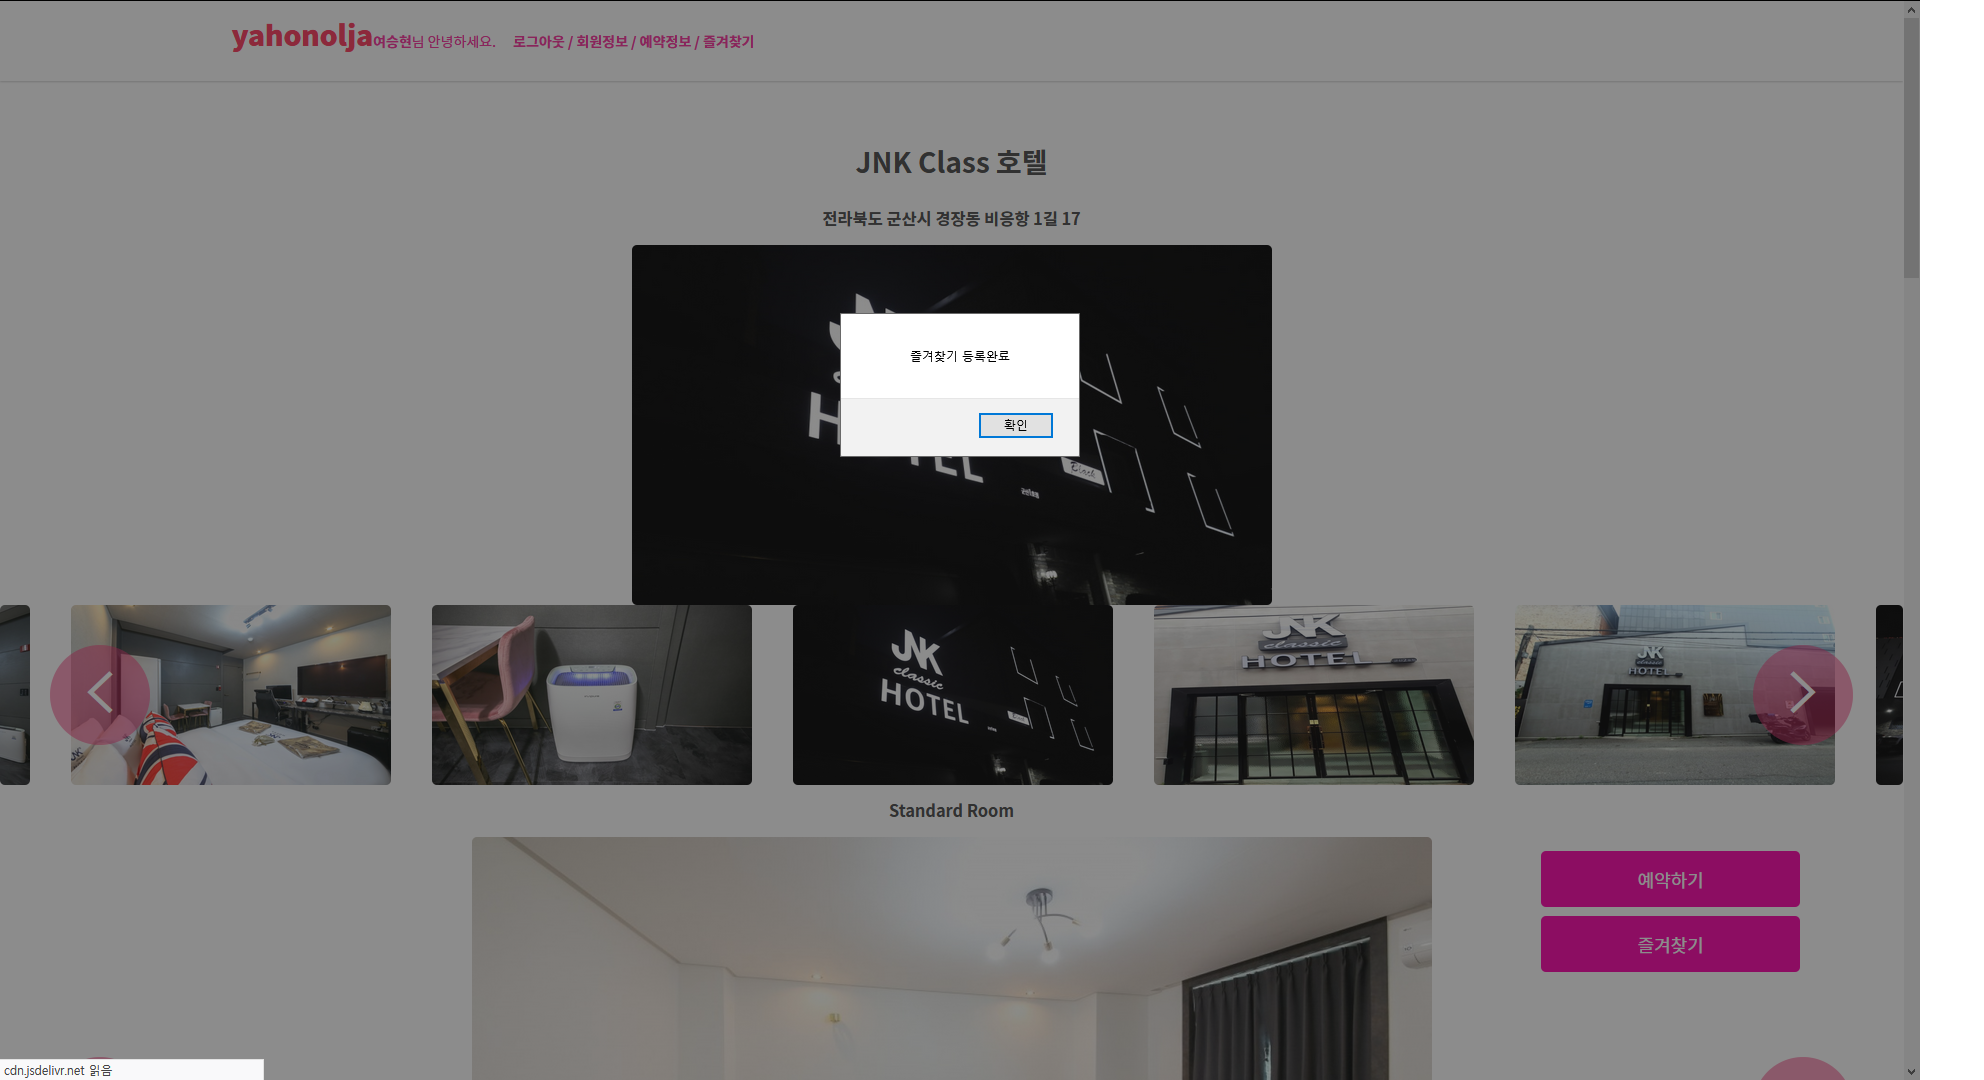 yahonolja여승현님 안녕하세요. 로그아웃 / 회원정보 / 예약정보 / 즐겨찾기
JNK Class 호텔
전라북도 군산시 경장동 비응항 1길 17
즐겨찾기 등록완료
확인
TEL
Black
JNK
classic
HOTEL
JNK
classic
HOTEL
JNK
classic
HOTEL
Standard Room
예약하기
즐겨찾기
cdn.jsdelivr.net 읽음